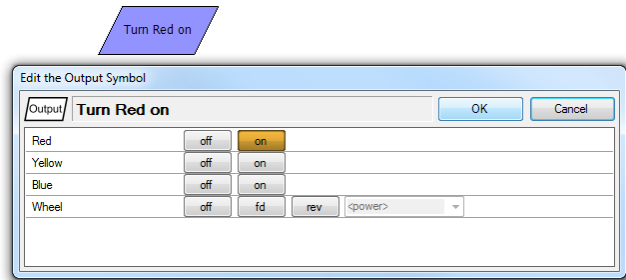 Turn Red on
Edit the Output Symbol
Output Turn Red on OK Cancel
Red off on
Yellow off on
Blue off on
Wheel off fd rev <power>